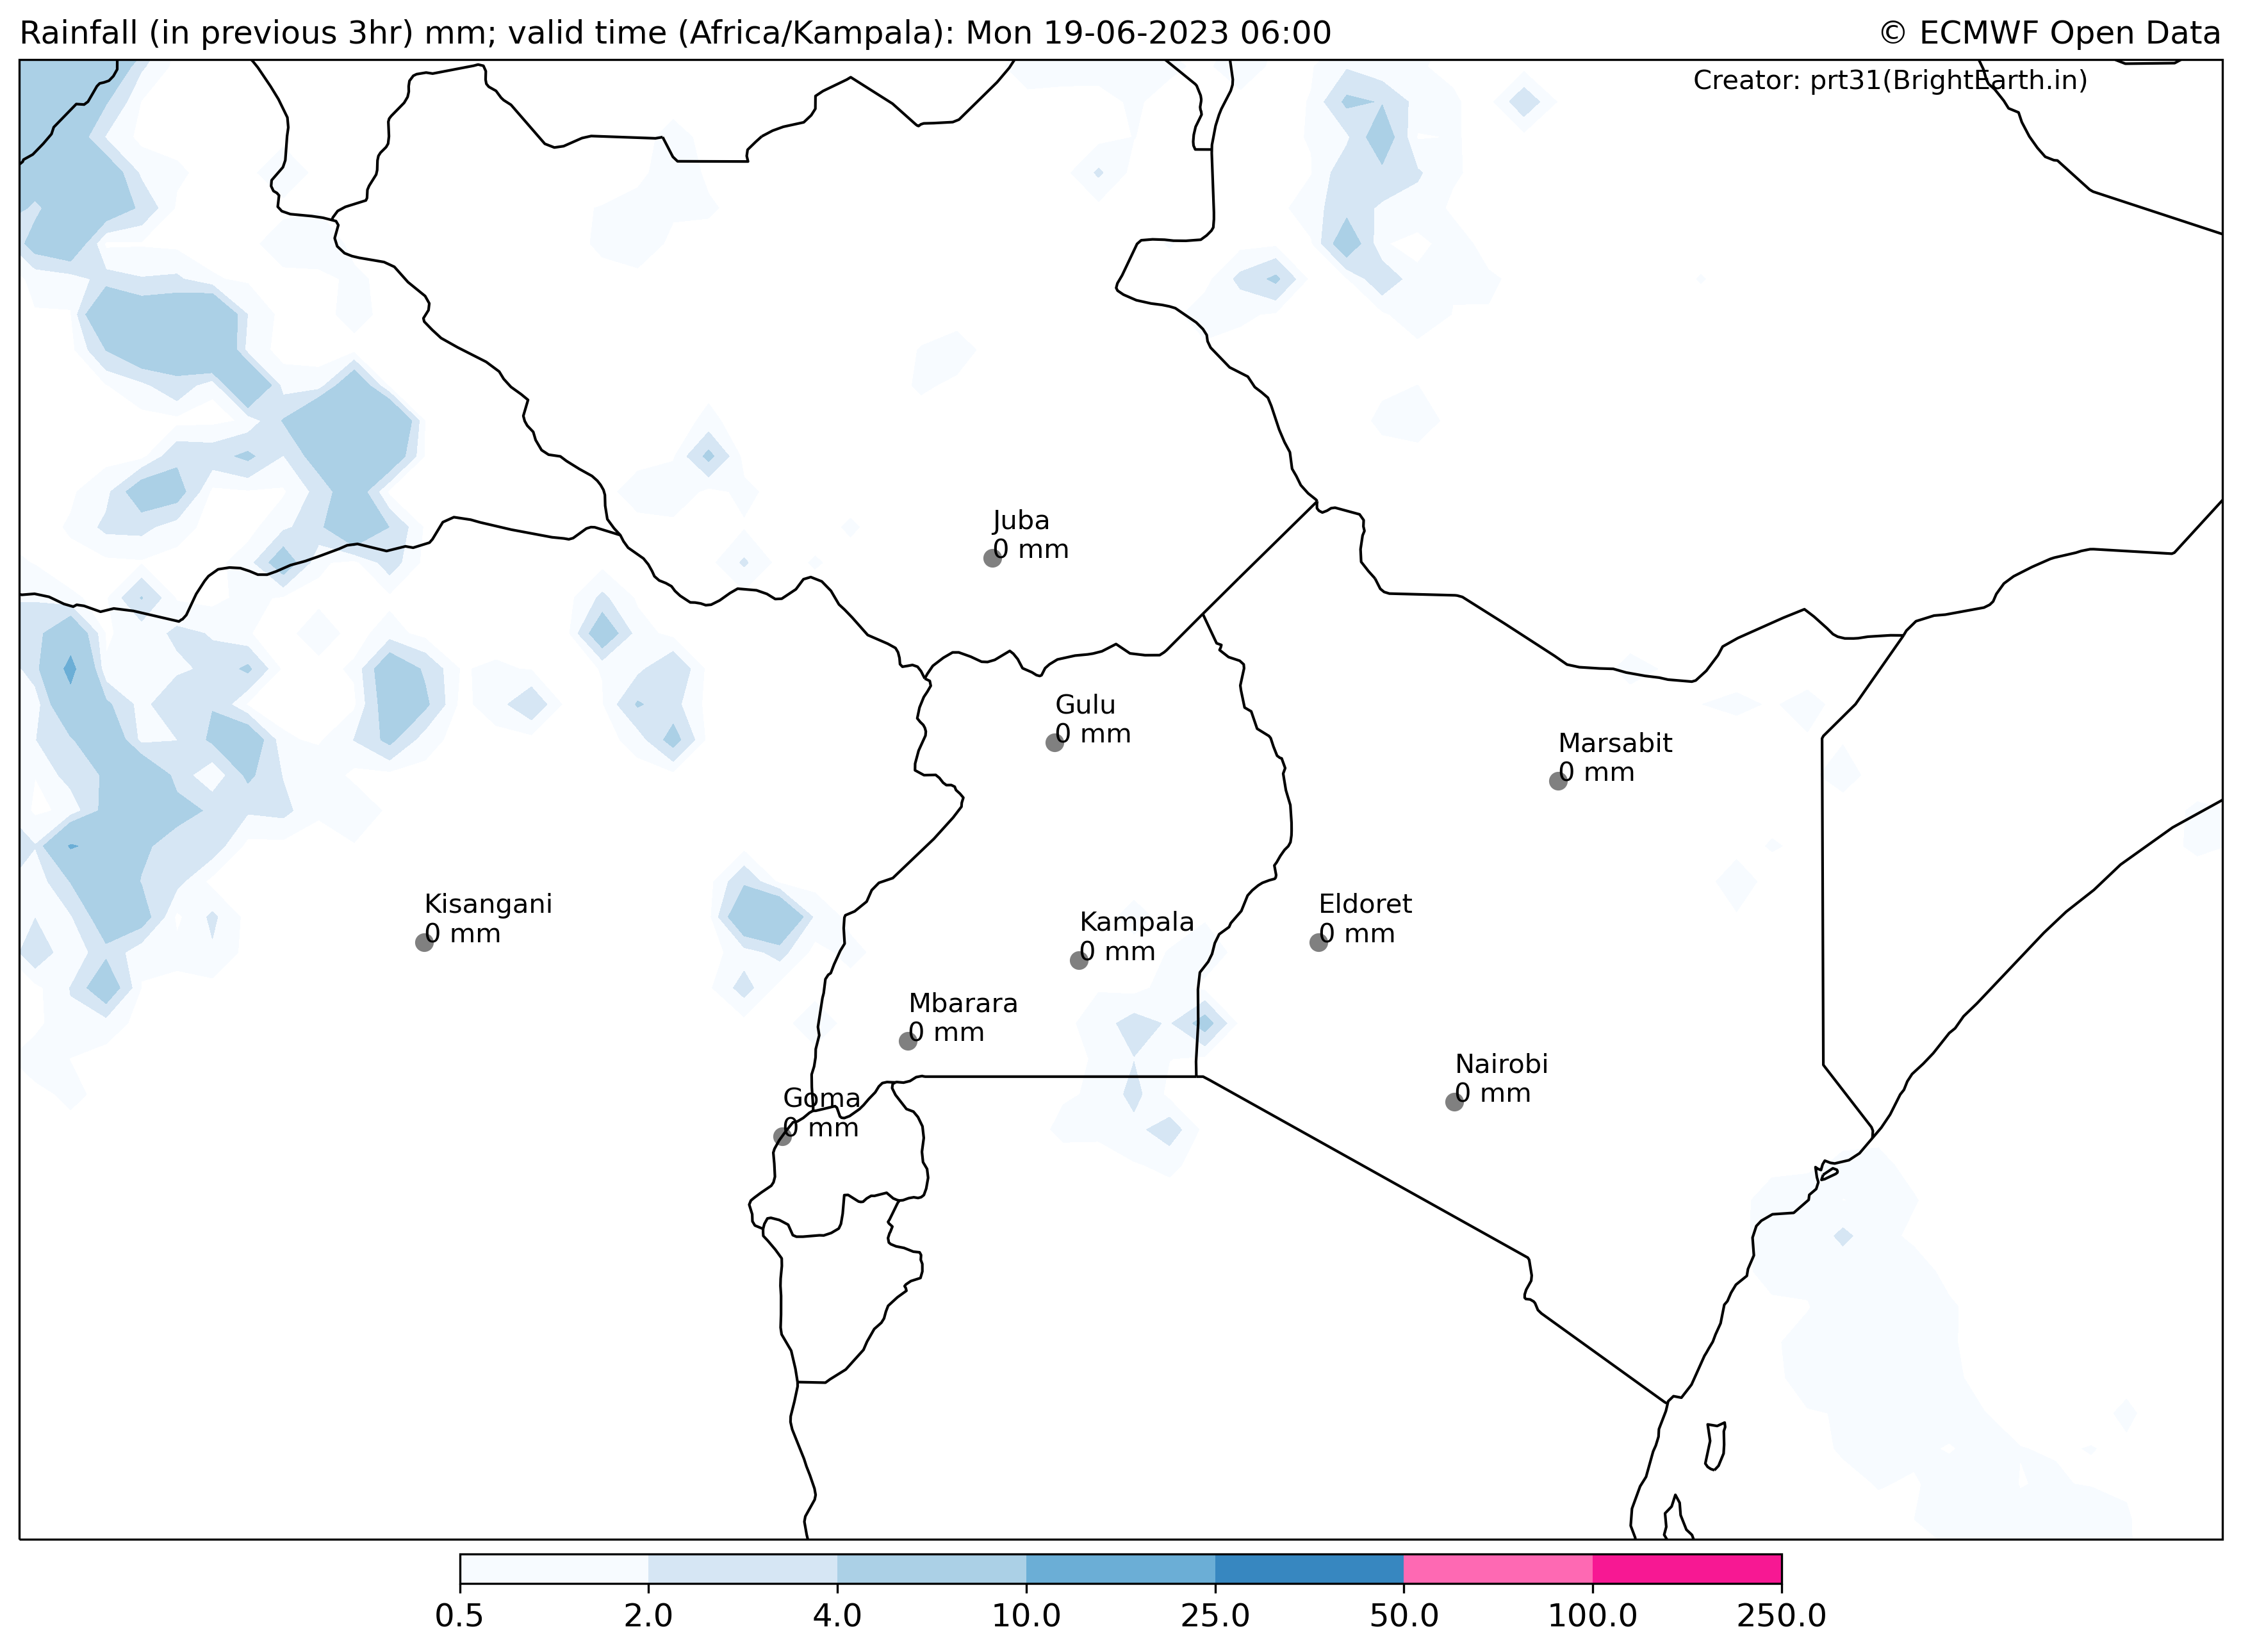 Rainfall (in previous 3hr) mm; valid time (Africa/Kampala): Mon 19-06-2023 06:00
© ECMWF Open Data
Creator: prt31(BrightEarth.in)
Juba
0 mm
Gulu
0 mm
Marsabit
0 mm
Kisangani
0 mm
Kampala
0 mm
Eldoret
0 mm
Mbarara
0 mm
Nairobi
0 mm
Goma
0 mm
0.5 2.0 4.0 10.0 25.0 50.0 100.0 250.0